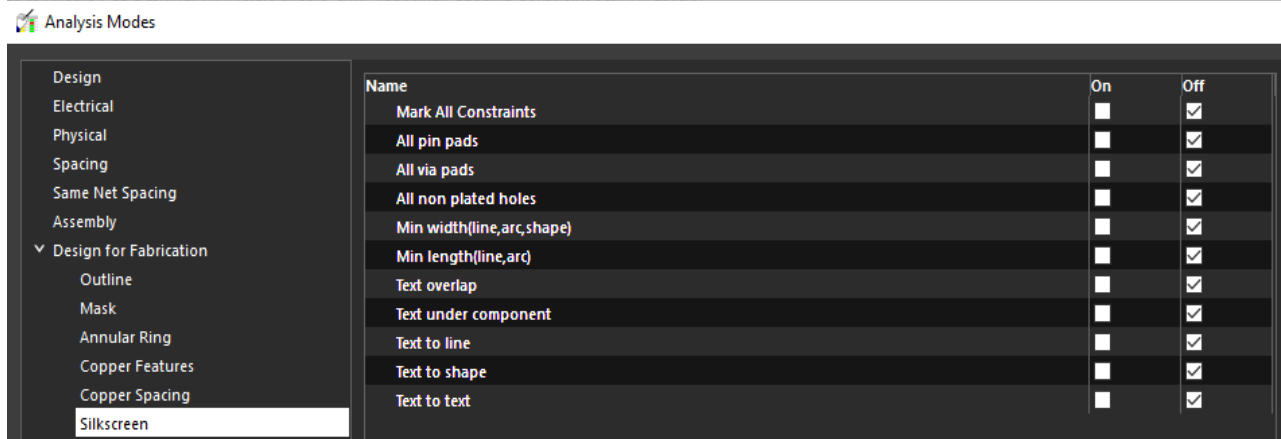 Analysis Modes
Design
Electrical
Physical
Spacing
Same Net Spacing
Assembly
Design for Fabrication
Outline
Mask
Annular Ring
Copper Features
Copper Spacing
Silkscreen
Name On Off
Mark All Constraints
All pin pads
All via pads
All non plated holes
Min width(line,arc,shape)
Min length(line,arc)
Text overlap
Text under component
Text to line
Text to shape
Text to text